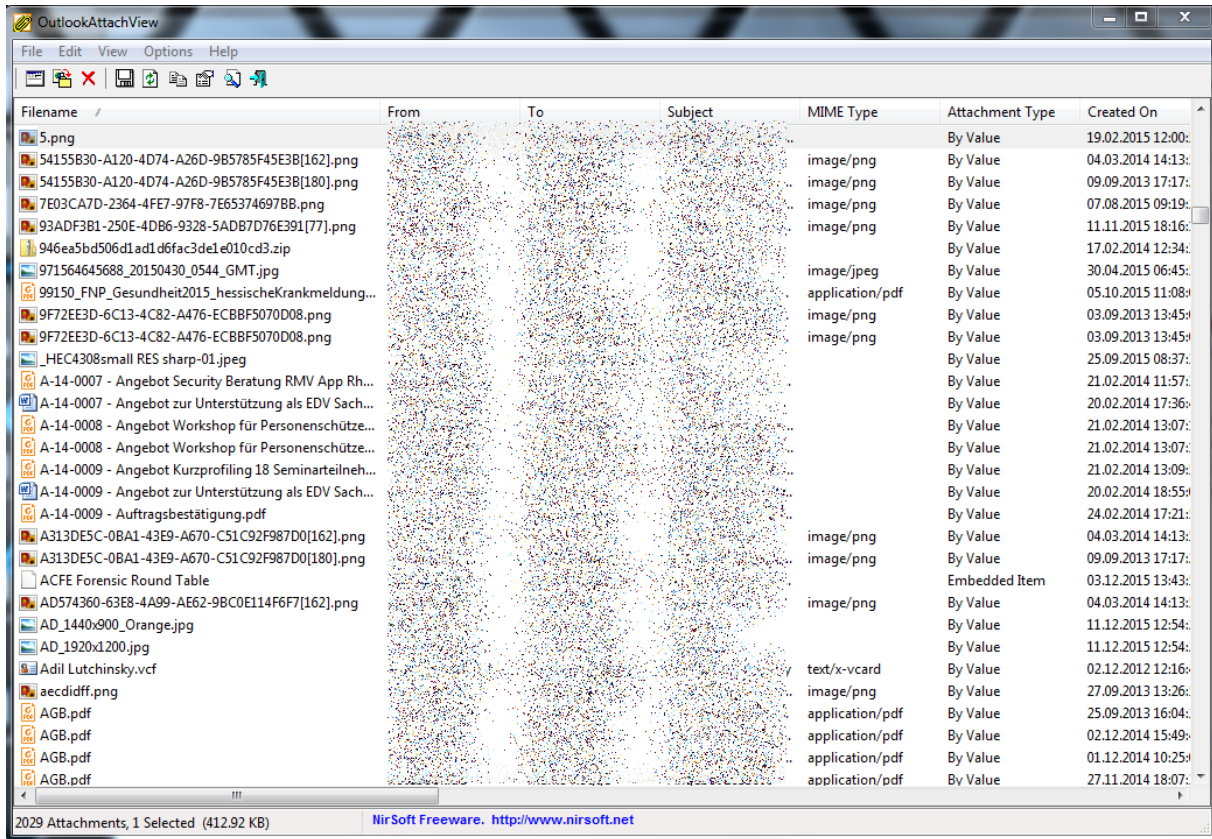 OutlookAttachView
File Edit View Options Help
Filename / From To Subject MIME Type Attachment Type Created On
5.png .. By Value 19.02.2015 12:00:
54155B30-A120-4D74-A26D-9B5785F45E3B[162].png .. image/png By Value 04.03.2014 14:13:
54155B30-A120-4D74-A26D-9B5785F45E3B[180].png .. image/png By Value 09.09.2013 17:17:
7E03CA7D-2364-4FE7-97F8-7E65374697BB.png .. image/png By Value 07.08.2015 09:19:
93ADF3B1-250E-4DB6-9328-5ADB7D76E391[77].png .. image/png By Value 11.11.2015 18:16:
946ea5bd506d1ad1d6fac3de1e010cd3.zip By Value 17.02.2014 12:34:
971564645688_20150430_0544_GMT.jpg image/jpeg By Value 30.04.2015 06:45:
99150_FNP_Gesundheit2015_hessischeKrankmeldung... application/pdf By Value 05.10.2015 11:08:
9F72EE3D-6C13-4C82-A476-ECBBF5070D08.png image/png By Value 03.09.2013 13:45:
9F72EE3D-6C13-4C82-A476-ECBBF5070D08.png image/png By Value 03.09.2013 13:45:
_HEC4308small RES sharp-01.jpeg By Value 25.09.2015 08:37:
A-14-0007 - Angebot Security Beratung RMV App Rh... By Value 21.02.2014 11:57:
A-14-0007 - Angebot zur Unterstützung als EDV Sach... By Value 20.02.2014 17:36:
A-14-0008 - Angebot Workshop für Personenschütze... By Value 21.02.2014 13:07:
A-14-0008 - Angebot Workshop für Personenschütze... By Value 21.02.2014 13:07:
A-14-0009 - Angebot Kurzprofiling 18 Seminarteilneh... By Value 21.02.2014 13:09:
A-14-0009 - Angebot zur Unterstützung als EDV Sach... By Value 20.02.2014 18:55:
A-14-0009 - Auftragsbestätigung.pdf By Value 24.02.2014 17:21:
A313DE5C-0BA1-43E9-A670-C51C92F987D0[162].png image/png By Value 04.03.2014 14:13:
A313DE5C-0BA1-43E9-A670-C51C92F987D0[180].png image/png By Value 09.09.2013 17:17:
ACFE Forensic Round Table Embedded Item 03.12.2015 13:43:
AD574360-63E8-4A99-AE62-9BC0E114F6F7[162].png image/png By Value 04.03.2014 14:13:
AD_1440x900_Orange.jpg By Value 11.12.2015 12:54:
AD_1920x1200.jpg By Value 11.12.2015 12:54:
Adil Lutchinsky.vcf text/x-vcard By Value 02.12.2012 12:16:
aecdidff.png image/png By Value 27.09.2013 13:26:
AGB.pdf application/pdf By Value 25.09.2013 16:04:
AGB.pdf application/pdf By Value 02.12.2014 15:49:
AGB.pdf application/pdf By Value 01.12.2014 10:25:
AGB.pdf application/pdf By Value 27.11.2014 18:07:
2029 Attachments, 1 Selected (412.92 KB) NirSoft Freeware. http://www.nirsoft.net